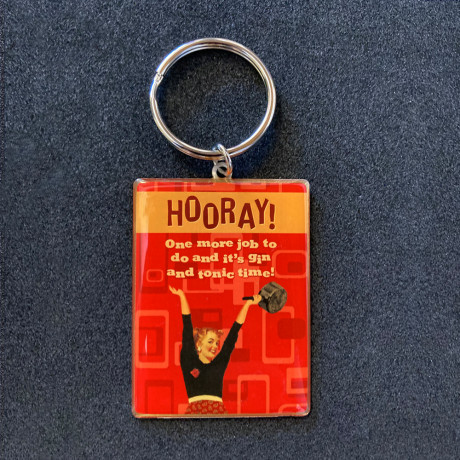 HOORAY!
One more job to
do and it's gin
and tonic time!